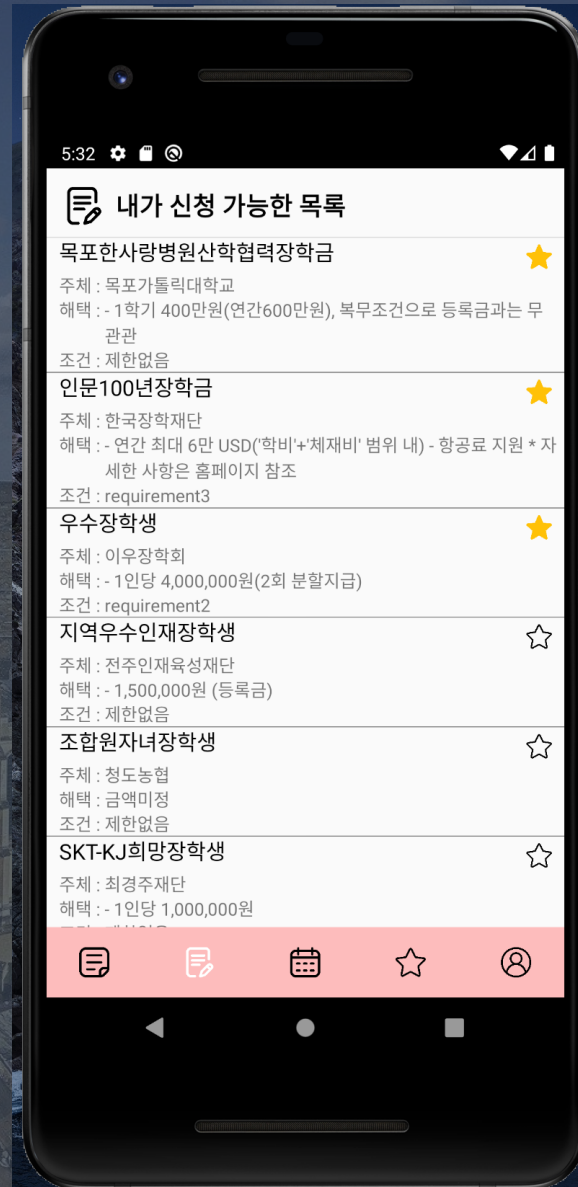 5:32
내가 신청 가능한 목록
목포한사랑병원산학협력장학금
주체 : 목포가톨릭대학교
해택 : - 1학기 400만원(연간600만원), 복무조건으로 등록금과는 무
관관
조건 : 제한없음
인문100년장학금
주체 : 한국장학재단
해택 : - 연간 최대 6만 USD('학비'+'체재비' 범위 내) - 항공료 지원 * 자
세한 사항은 홈페이지 참조
조건 : requirement3
우수장학생
주체 : 이우장학회
해택 : - 1인당 4,000,000원(2회 분할지급)
조건 : requirement2
지역우수인재장학생
주체 : 전주인재육성재단
해택 : - 1,500,000원 (등록금)
조건 : 제한없음
조합원자녀장학생
주체 : 청도농협
해택 : 금액미정
조건 : 제한없음
SKT-KJ희망장학생
주체 : 최경주재단
해택 : - 1인당 1,000,000원